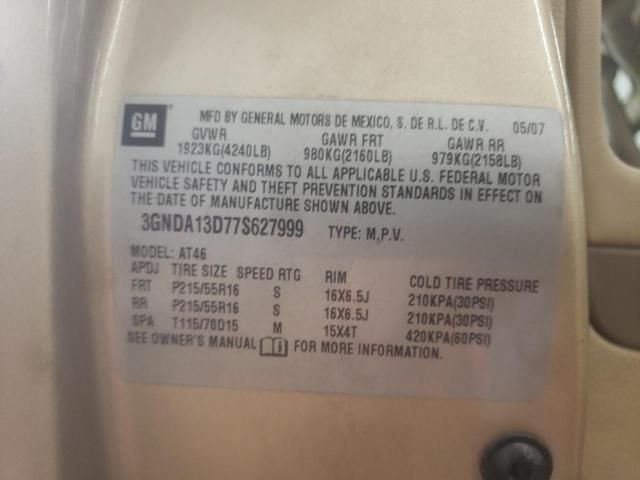 GM
MFD BY GENERAL MOTORS DE MEXICO, S. DE R.L. DE C.V. 05/07
GVWR GAWR FRT GAWR RR
1923KG(4240LB) 980KG(2160LB) 979KG(2158LB)
THIS VEHICLE CONFORMS TO ALL APPLICABLE U.S. FEDERAL MOTOR
VEHICLE SAFETY AND THEFT PREVENTION STANDARDS IN EFFECT ON
THE DATE OF MANUFACTURE SHOWN ABOVE.
3GNDA13D77S627999 TYPE: M,P.V.
MODEL: AT46
APDJ TIRE SIZE SPEED RTG RIM COLD TIRE PRESSURE
FRT P215/55R16 S 16X6.5J 210KPA(30PSI)
RR P215/55R16 S 16X6.5J 210KPA(30PSI)
SPA T115/70D15 M 15X4T 420KPA(60PSI)
SEE OWNER'S MANUAL FOR MORE INFORMATION.